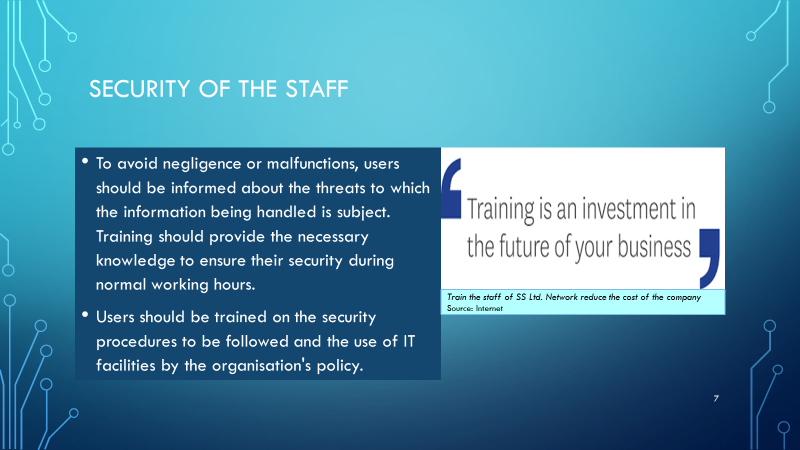 SECURITY OF THE STAFF
• To avoid negligence or malfunctions, users
should be informed about the threats to which
the information being handled is subject.
Training should provide the necessary
knowledge to ensure their security during
normal working hours.
• Users should be trained on the security
procedures to be followed and the use of IT
facilities by the organisation's policy.
‘Training is an investment in
the future of your business’
Train the staff of SS Ltd. Network reduce the cost of the company
Source: Internet
7